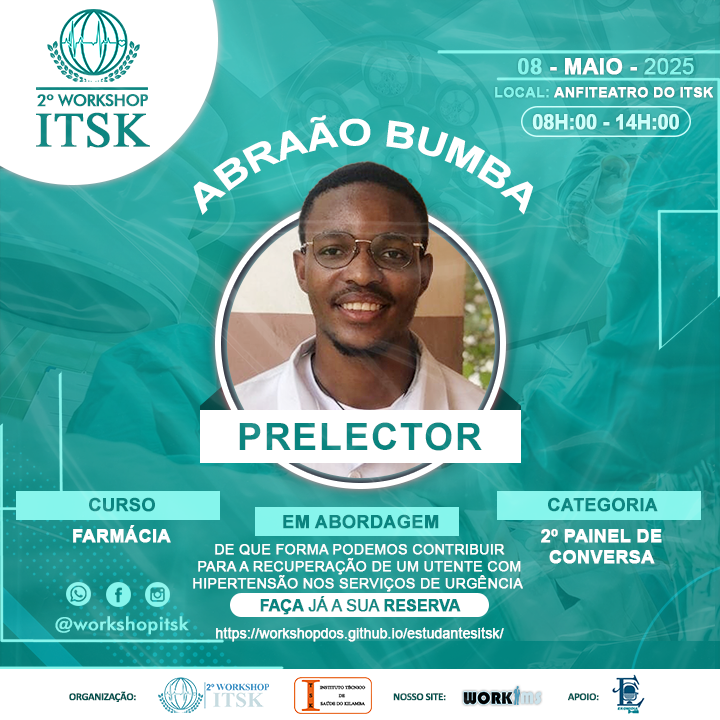 2º WORKSHOP
ITSK
08 - MAIO - 2025
LOCAL: ANFITEATRO DO ITSK
08H:00 - 14H:00
ABRAÃO BUMBA
PRELECTOR
CURSO
FARMÁCIA
EM ABORDAGEM
DE QUE FORMA PODEMOS CONTRIBUIR
PARA A RECUPERAÇÃO DE UM UTENTE COM
HIPERTENSÃO NOS SERVIÇOS DE URGÊNCIA
CATEGORIA
2º PAINEL DE
CONVERSA
@workshopitsk
FAÇA JÁ A SUA RESERVA
https://workshopdos.github.io/estudantesitsk/
ORGANIZAÇÃO:
2º WORKSHOP
ITSK
ITSK
INSTITUTO TÉCNICO
DE
SAÚDE DO KILAMBA
NOSSO SITE:
APOIO: